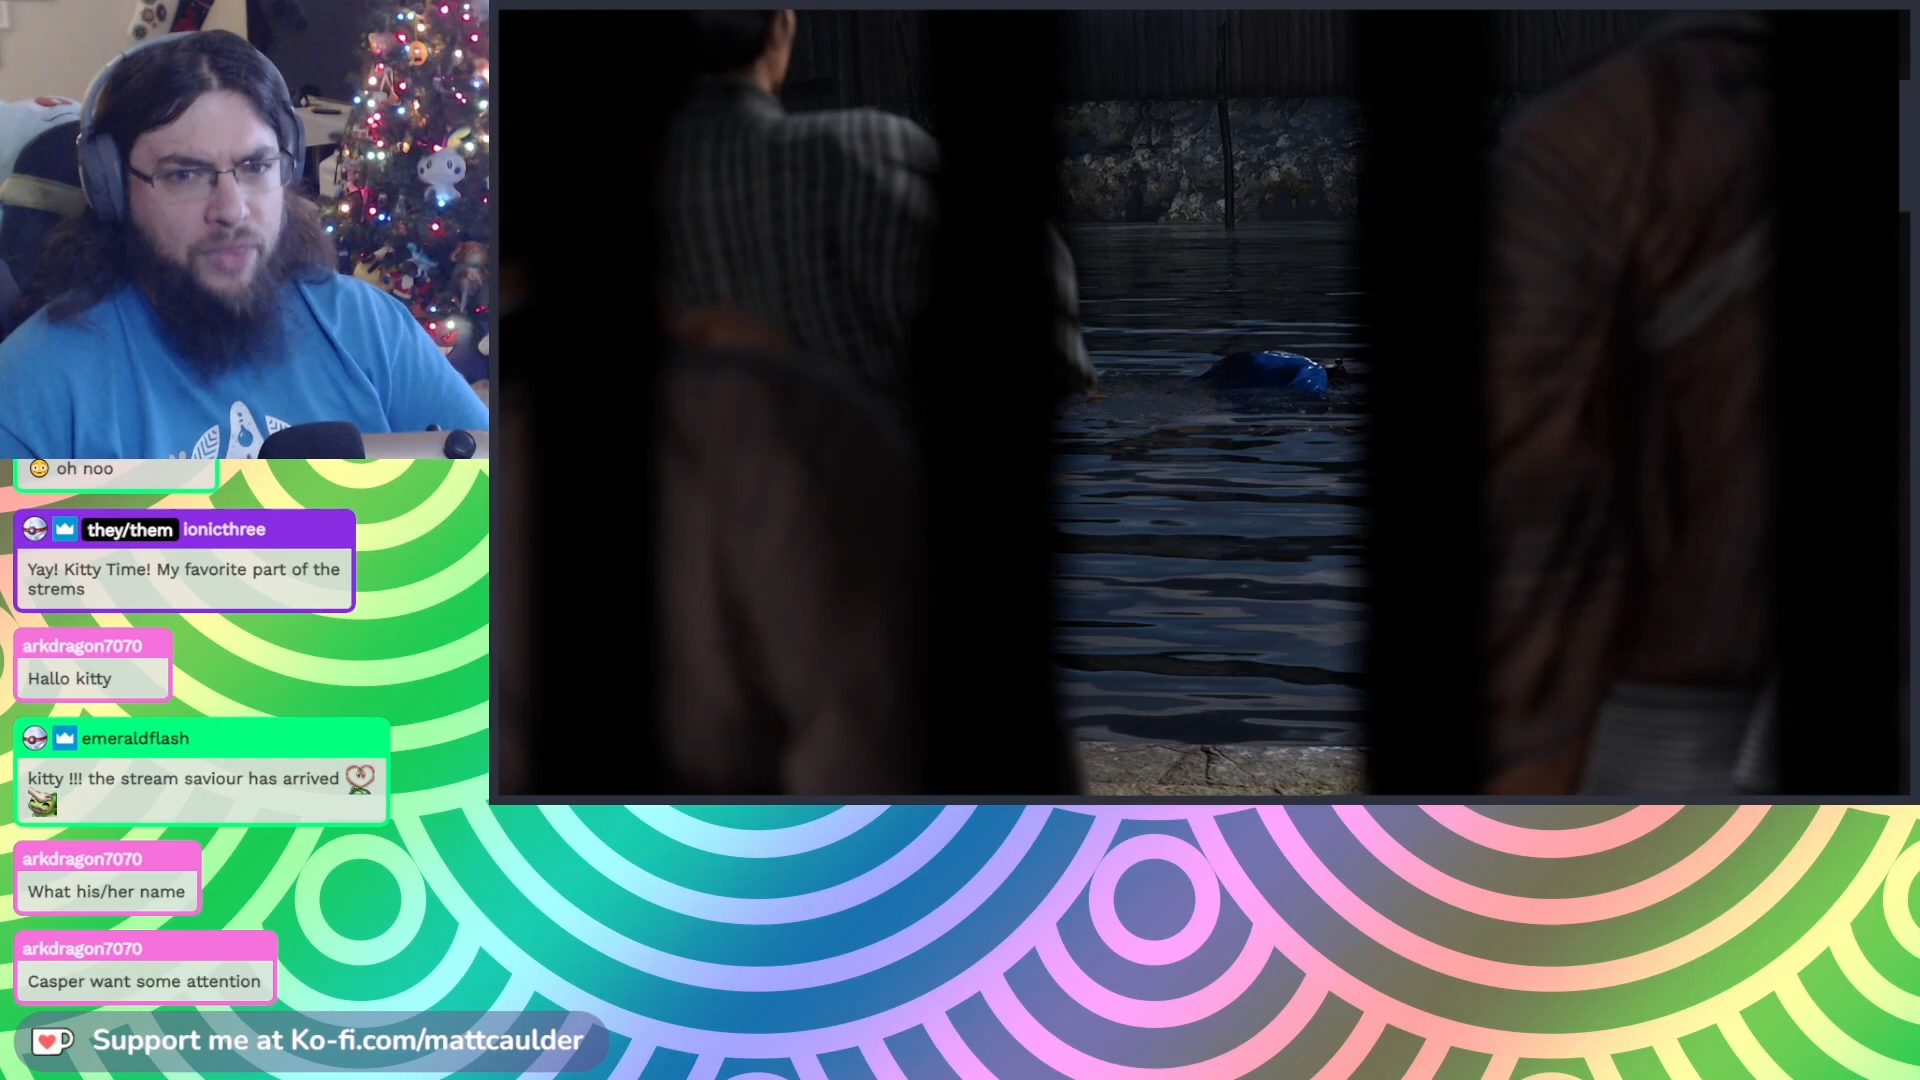 oh noo
they/them ionicthree
Yay! Kitty Time! My favorite part of the
strems
arkdragon7070
Hallo kitty
emeraldflash
kitty !!! the stream saviour has arrived
arkdragon7070
What his/her name
arkdragon7070
Casper want some attention
Support me at Ko-fi.com/mattcaulder